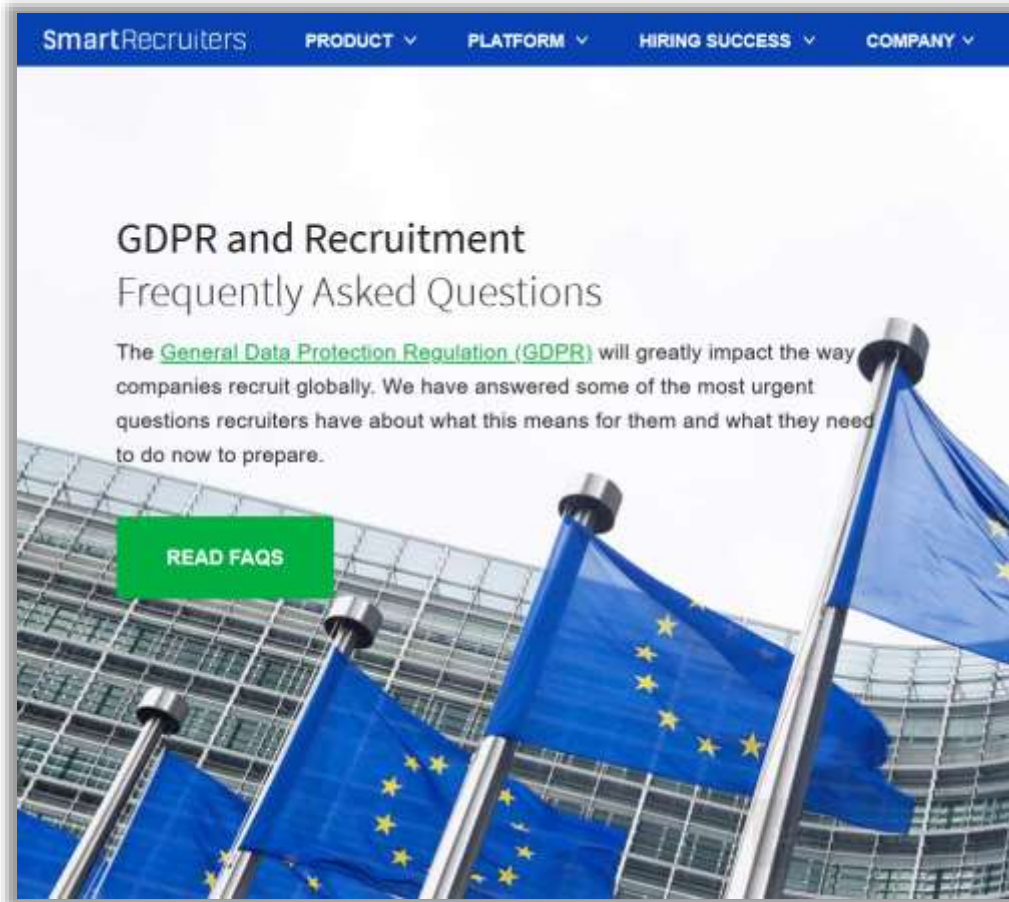 SmartRecruiters PRODUCT PLATFORM HIRING SUCCESS COMPANY
GDPR and Recruitment
Frequently Asked Questions
The General Data Protection Regulation (GDPR) will greatly impact the way
companies recruit globally. We have answered some of the most urgent
questions recruiters have about what this means for them and what they need
to do now to prepare.
READ FAQS